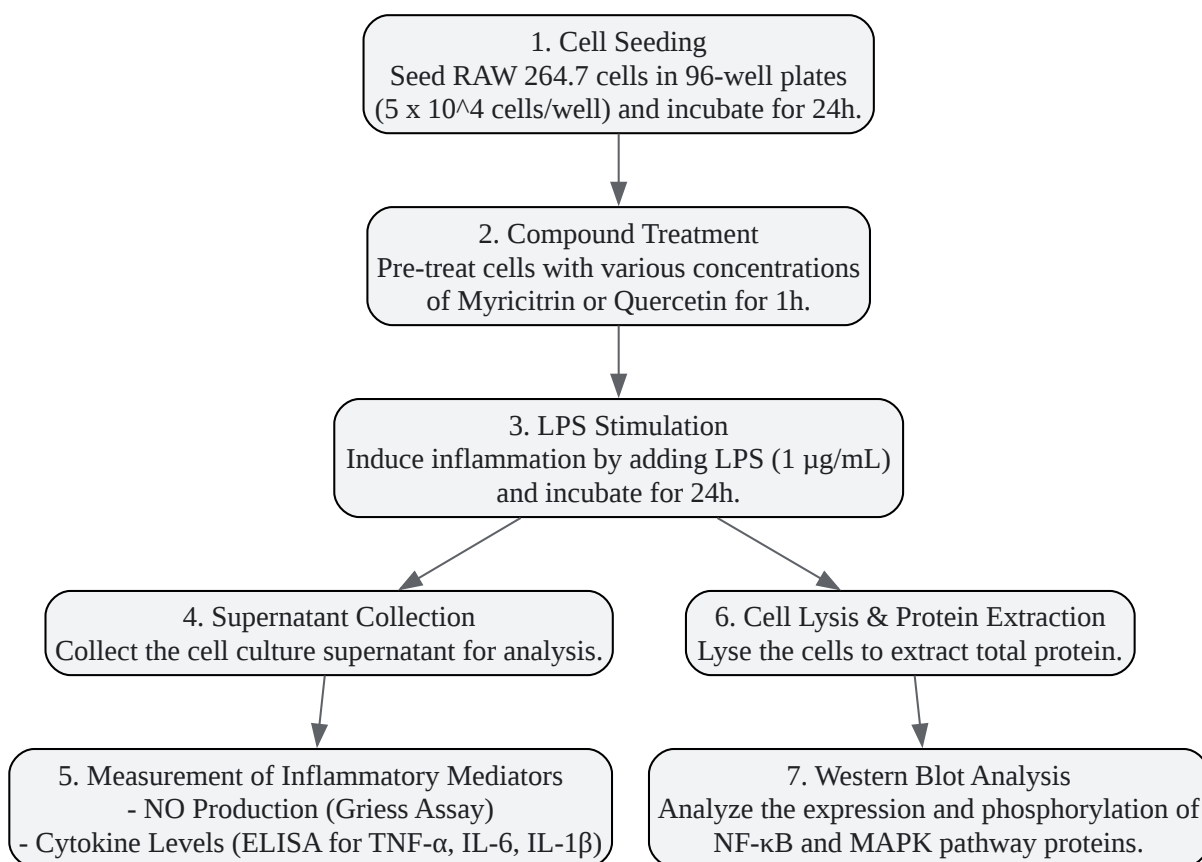 1. Cell Seeding
Seed RAW 264.7 cells in 96-well plates
(5 x 10^4 cells/well) and incubate for 24h.
2. Compound Treatment
Pre-treat cells with various concentrations
of Myricitrin or Quercetin for 1h.
3. LPS Stimulation
Induce inflammation by adding LPS (1 µg/mL)
and incubate for 24h.
4. Supernatant Collection
Collect the cell culture supernatant for analysis.
5. Measurement of Inflammatory Mediators
- NO Production (Griess Assay)
- Cytokine Levels (ELISA for TNF-α, IL-6, IL-1β)
6. Cell Lysis & Protein Extraction
Lyse the cells to extract total protein.
7. Western Blot Analysis
Analyze the expression and phosphorylation of
NF-κB and MAPK pathway proteins.